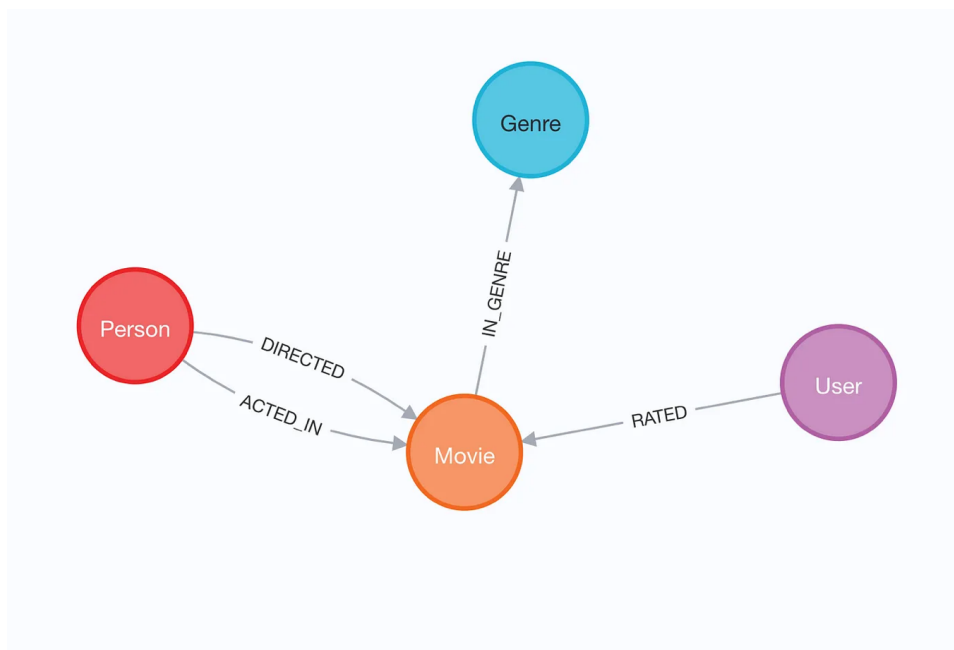 Genre
IN_GENRE
Person
DIRECTED
ACTED_IN
User
RATED
Movie